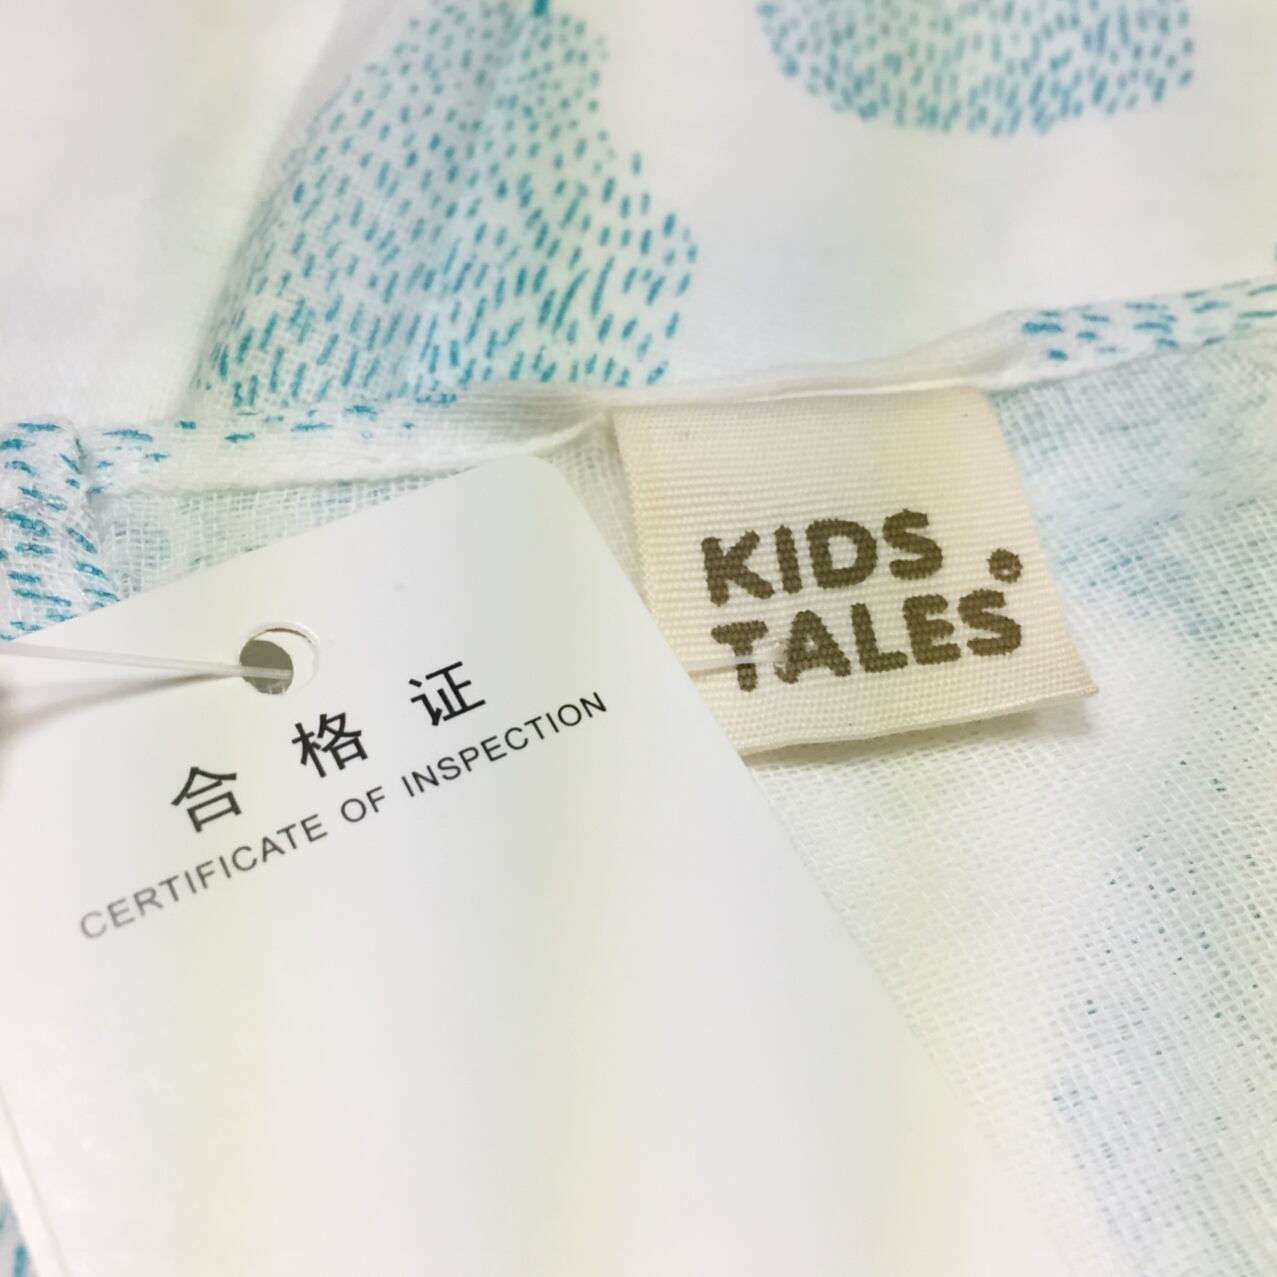 KIDS
TALES
合格证
CERTIFICATE OF INSPECTION